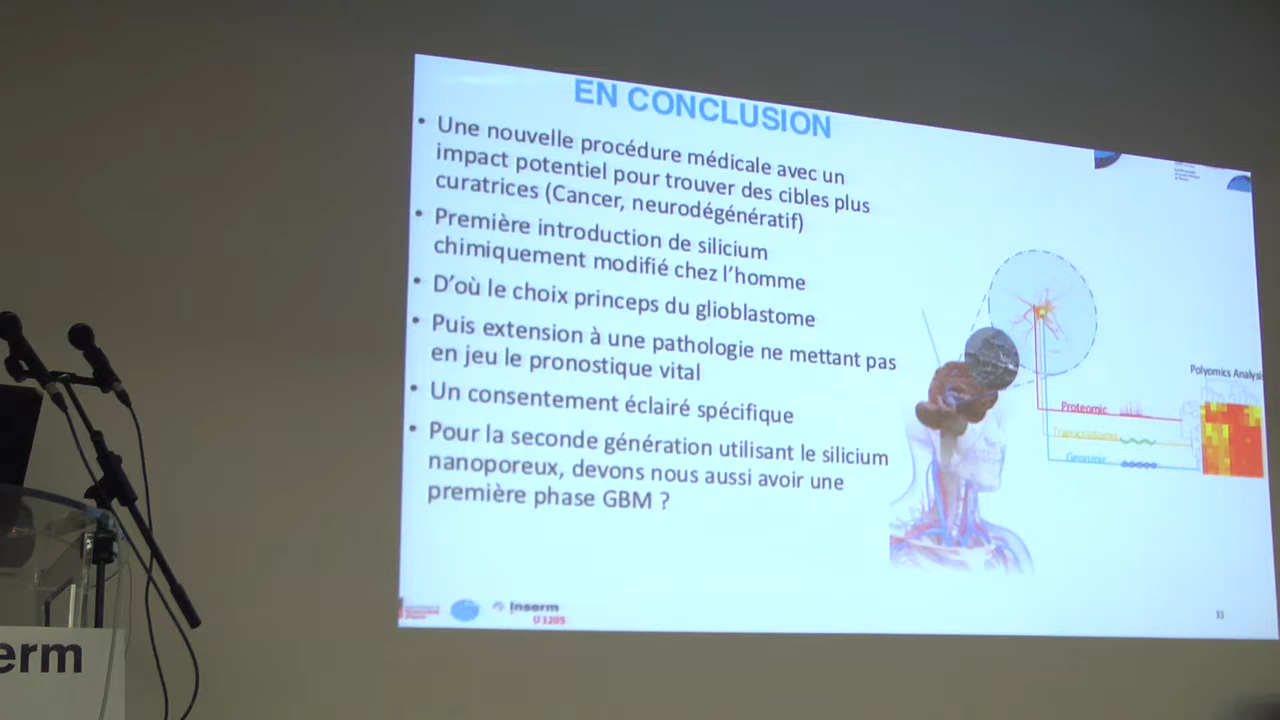 EN CONCLUSION
• Une nouvelle procédure médicale avec un
impact potentiel pour trouver des cibles plus
curatrices (Cancer, neurodégénératif)
• Première introduction de silicium
chimiquement modifié chez l'homme
• D'où le choix princeps du glioblastome
• Puis extension à une pathologie ne mettant pas
en jeu le pronostique vital
• Un consentement éclairé spécifique
• Pour la seconde génération utilisant le silicium
nanoporeux, devons nous aussi avoir une
première phase GBM ?
Polyomics Analysi
Proteomic
Transcriptomic
Genomic
Inserm
U 1205
31
erm